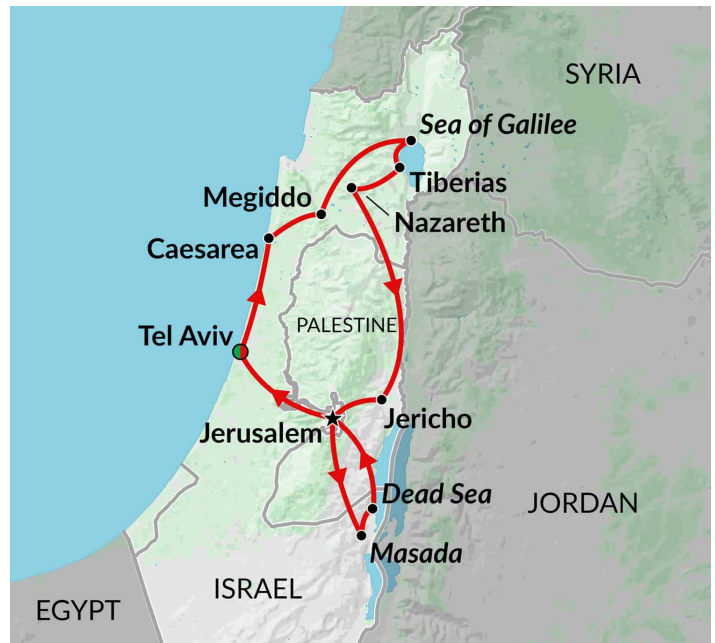 SYRIA
Sea of Galilee
Tiberias
Megiddo
Nazareth
Caesarea
PALESTINE
Tel Aviv
Jericho
Jerusalem
Dead Sea
JORDAN
Masada
ISRAEL
EGYPT